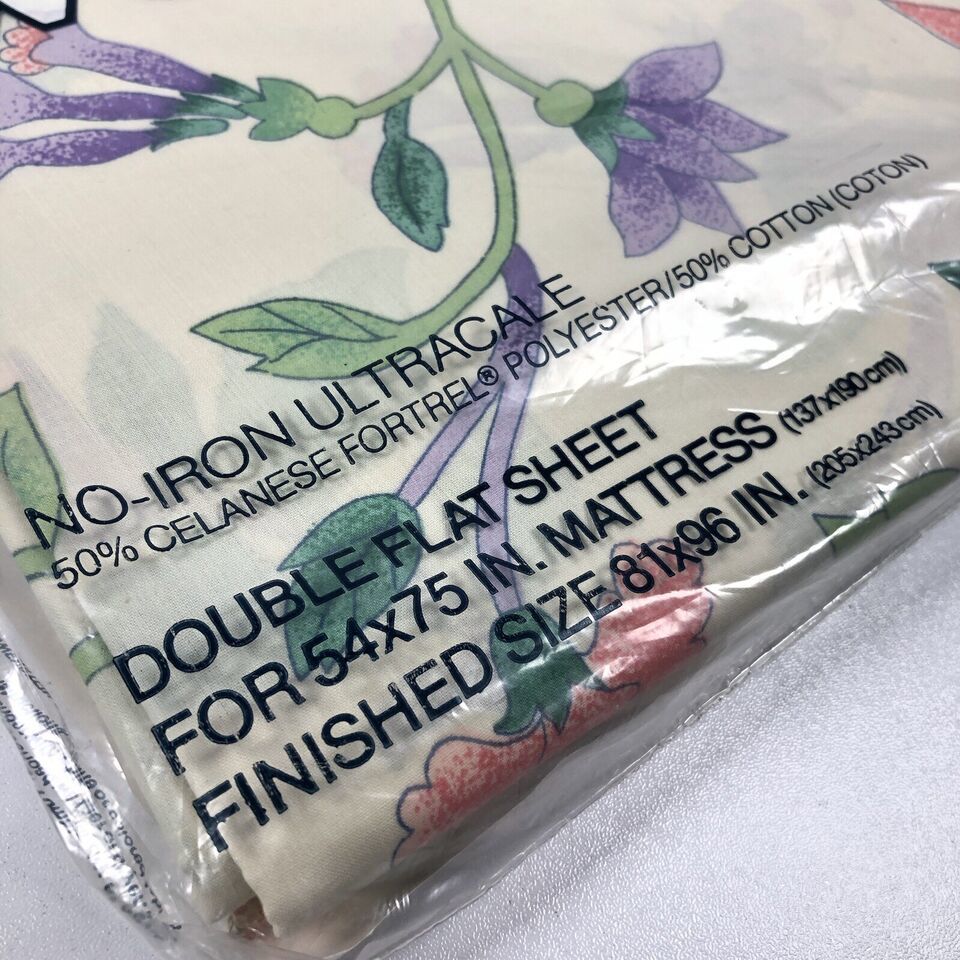 NO-IRON ULTRACALE
50% CELANESE FORTREL® POLYESTER/50% COTTON (COTON)
DOUBLE FLAT SHEET
FOR 54x75 IN. MATTRESS (137x190cm)
FINISHED SIZE 81x96 IN. (205x243cm)